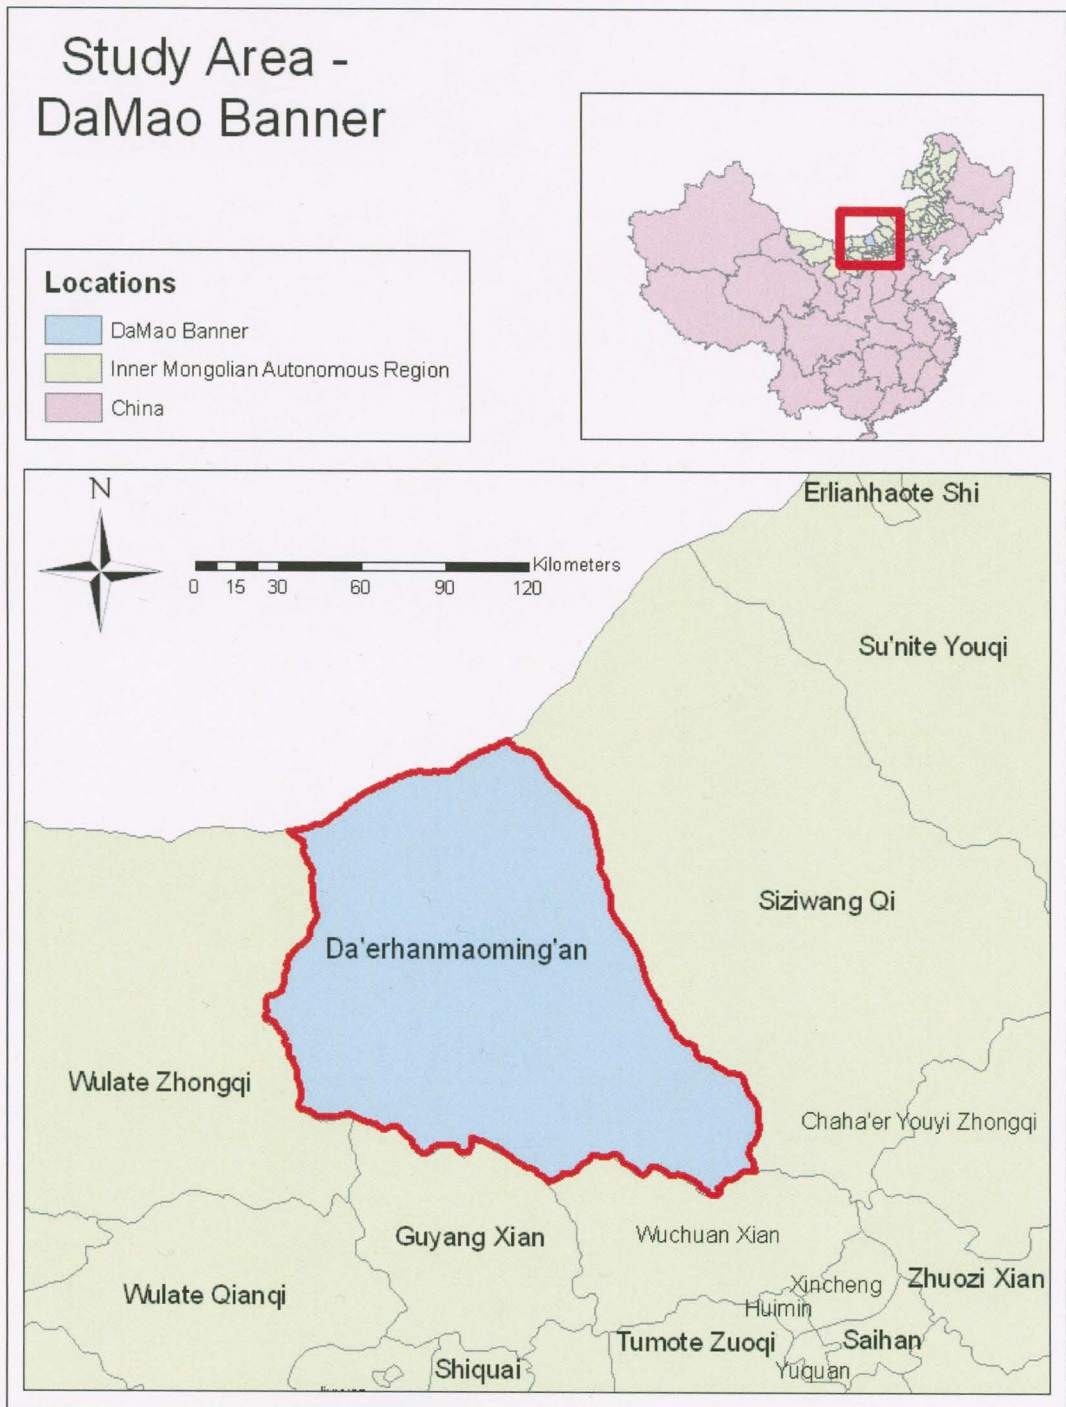 Study Area -
DaMao Banner
Locations
DaMao Banner
Inner Mongolian Autonomous Region
China
N
Kilometers
0 15 30 60 90 120
Erlianhaote Shi
Su'nite Youqi
Siziwang Qi
Da'erhanmaoming'an
Wulate Zhongqi
Chaha'er Youyi Zhongqi
Guyang Xian
Wuchuan Xian
Xincheng
Zhuozi Xian
Wulate Qianqi
Huimin
Tumote Zuoqi
Saihan
Shiquai
Yuquan